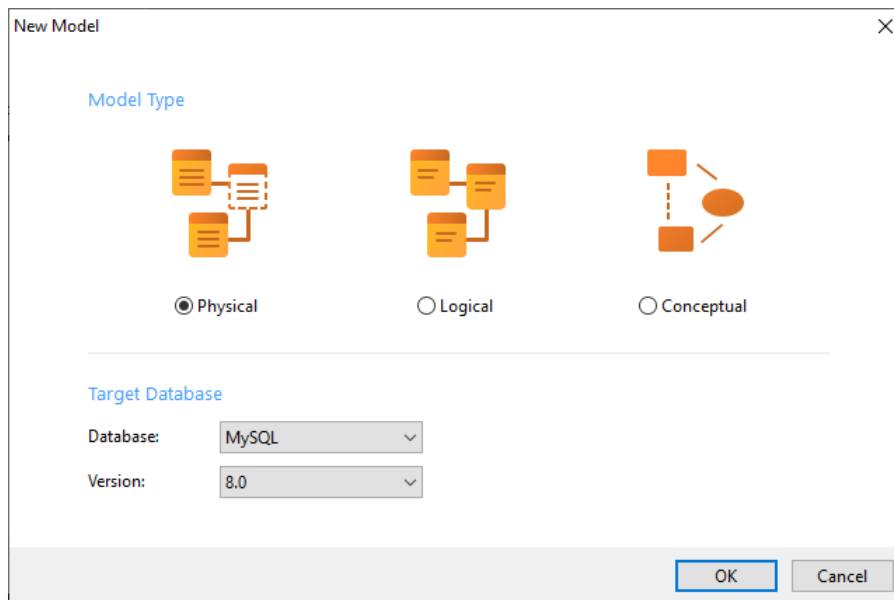 New Model
Model Type
Physical
Logical
Conceptual
Target Database
Database:
MySQL
Version:
8.0
OK
Cancel